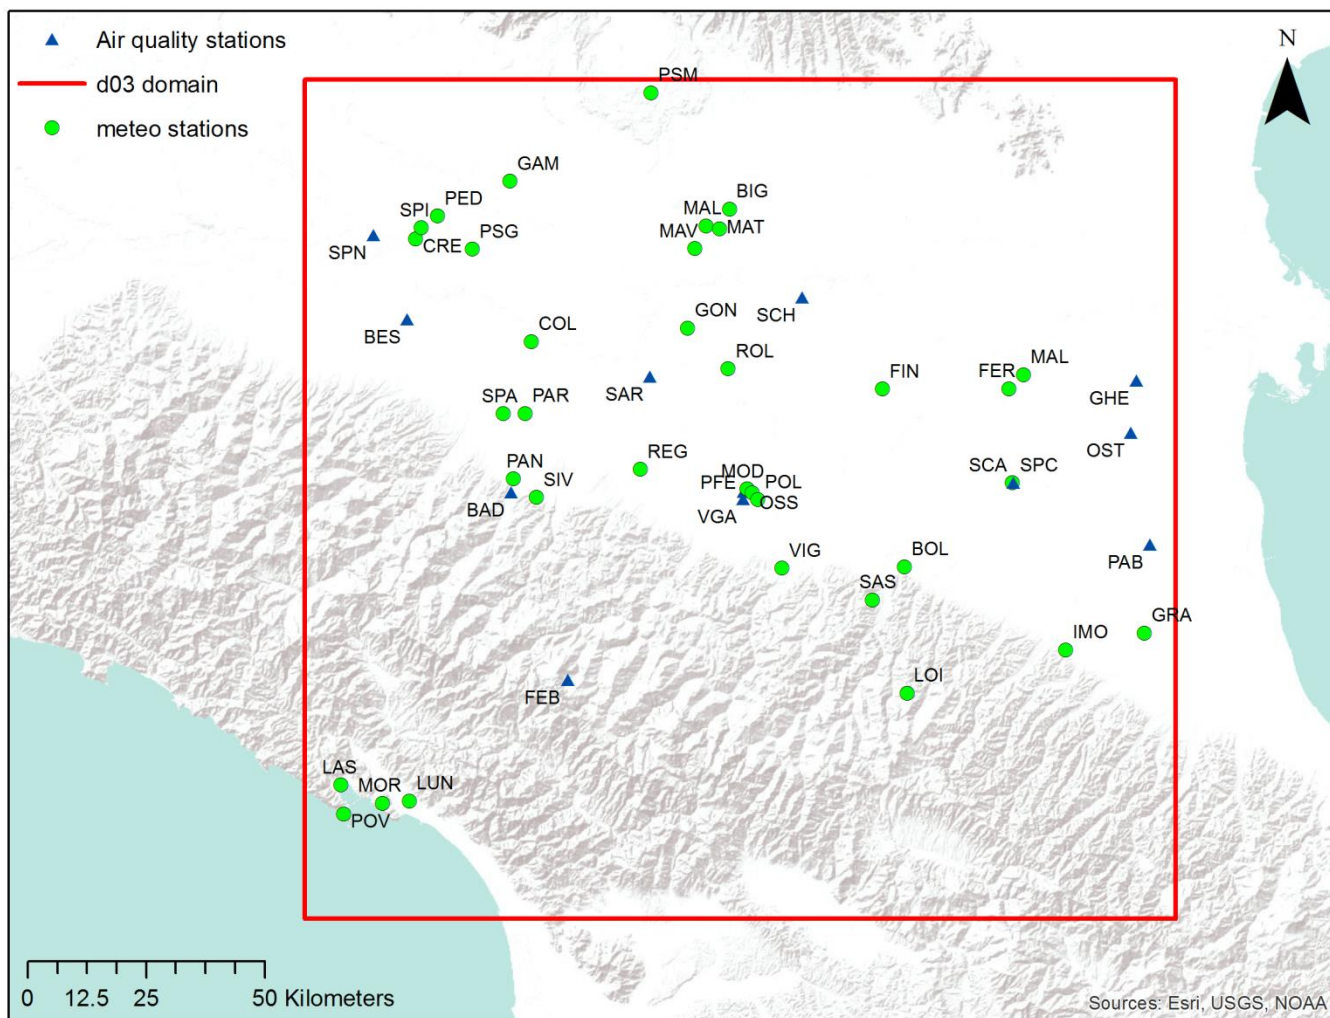 Air quality stations
d03 domain
meteo stations
N
PSM
GAM
PED
SPI
BIG
MAL
SPN
CRE
PSG
MAV
MAT
BES
COL
GON
SCH
ROL
SAR
FIN
FER
MAL
GHE
SPA
PAR
OST
PAN
SIV
REG
BAD
MOD
PFE
POL
VGA
OSS
SCA
SPC
VIG
BOL
PAB
SAS
GRA
IMO
FEB
LOI
LAS
MOR
LUN
POV
0 12.5 25 50 Kilometers
Sources: Esri, USGS, NOAA